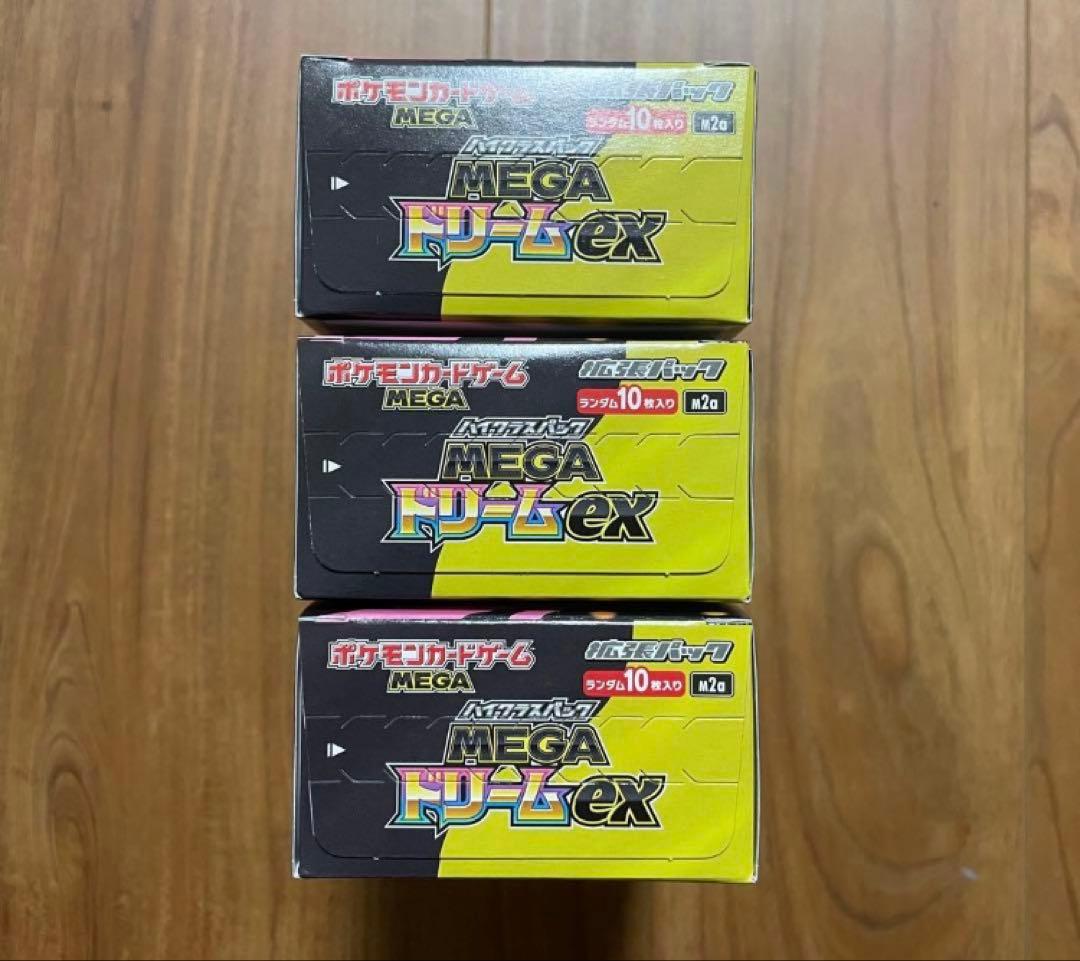 ポケモンカードゲーム
MEGA
拡張パック
ランダム10枚入り M2a
ハイクラスパック
MEGA
ドリームex
ポケモンカードゲーム
MEGA
拡張パック
ランダム10枚入り M2a
ハイクラスパック
MEGA
ドリームex
ポケモンカードゲーム
MEGA
拡張パック
ランダム10枚入り M2a
ハイクラスパック
MEGA
ドリームex